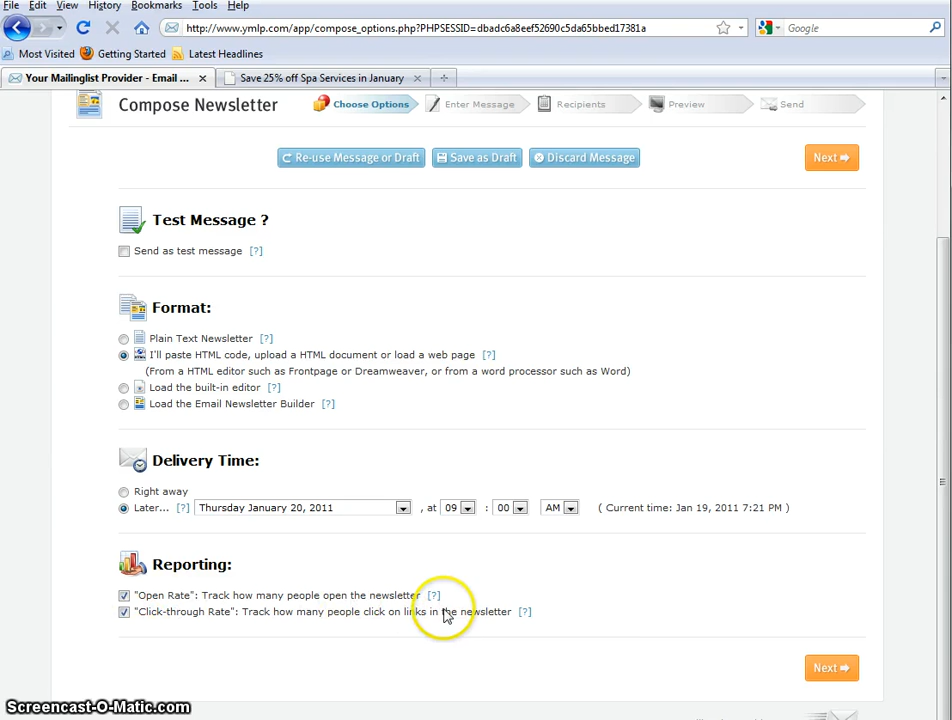 File Edit View History Bookmarks Tools Help
http://www.ymlp.com/app/compose_options.php?PHPSESSID=dbadc6a8eef52690c5da65bbed17381a
Google
Most Visited Getting Started Latest Headlines
Your Mailinglist Provider - Email ... Save 25% off Spa Services in January
Compose Newsletter Choose Options Enter Message Recipients Preview Send
Re-use Message or Draft Save as Draft Discard Message Next
Test Message ?
Send as test message [?]
Format:
Plain Text Newsletter [?]
I'll paste HTML code, upload a HTML document or load a web page [?]
(From a HTML editor such as Frontpage or Dreamweaver, or from a word processor such as Word)
Load the built-in editor [?]
Load the Email Newsletter Builder [?]
Delivery Time:
Right away
Later... [?] Thursday January 20, 2011 , at 09 : 00 AM ( Current time: Jan 19, 2011 7:21 PM )
Reporting:
"Open Rate": Track how many people open the newsletter [?]
"Click-through Rate": Track how many people click on links in the newsletter [?]
Next
Screencast-O-Matic.com